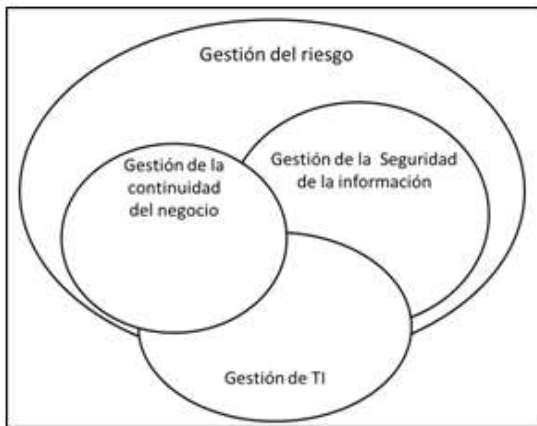 Gestión del riesgo
Gestión de la
continuidad
del negocio
Gestión de la Seguridad
de la información
Gestión de TI